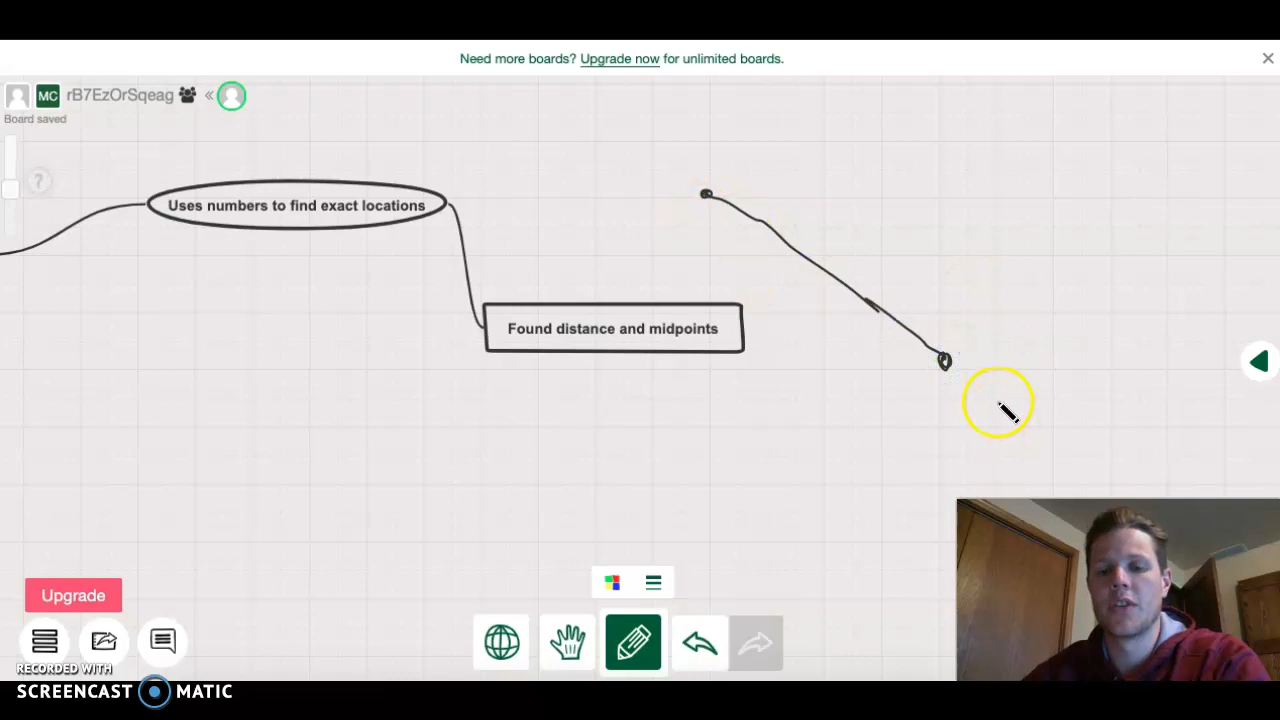 Need more boards? Upgrade now for unlimited boards.
MC rB7EzOrSqeag
Board saved
?
Uses numbers to find exact locations
Found distance and midpoints
Upgrade
RECORDED WITH
SCREENCAST MATIC